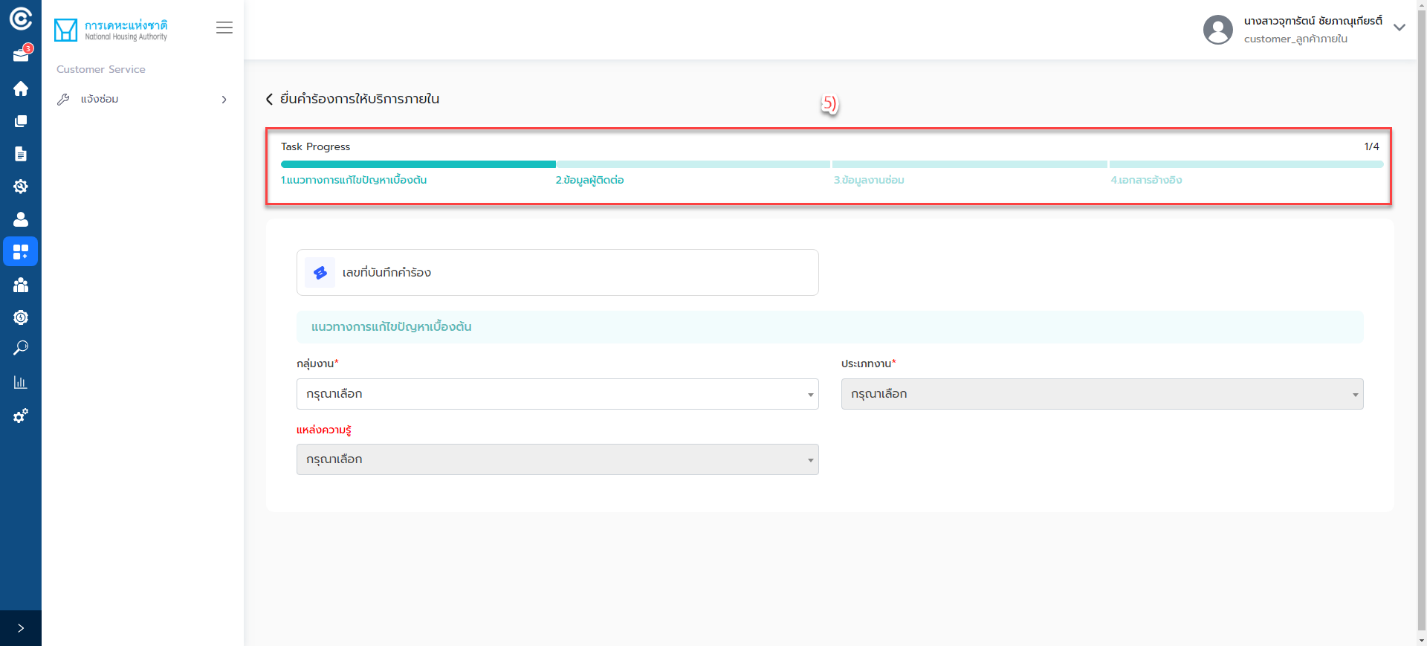 3
การเคหะแห่งชาติ
National Housing Authority
Customer Service
แจ้งซ่อม
นางสาวจุฑารัตน์ ชัยภาณุเกียรติ์
customer_ลูกค้าภายใน
ยื่นคำร้องการให้บริการภายใน
5)
Task Progress
1/4
1.แนวทางการแก้ไขปัญหาเบื้องต้น
2.ข้อมูลผู้ติดต่อ
3.ข้อมูลงานซ่อม
4.เอกสารอ้างอิง
เลขที่บันทึกคำร้อง
แนวทางการแก้ไขปัญหาเบื้องต้น
กลุ่มงาน*
ประเภทงาน*
กรุณาเลือก
กรุณาเลือก
แหล่งความรู้
กรุณาเลือก